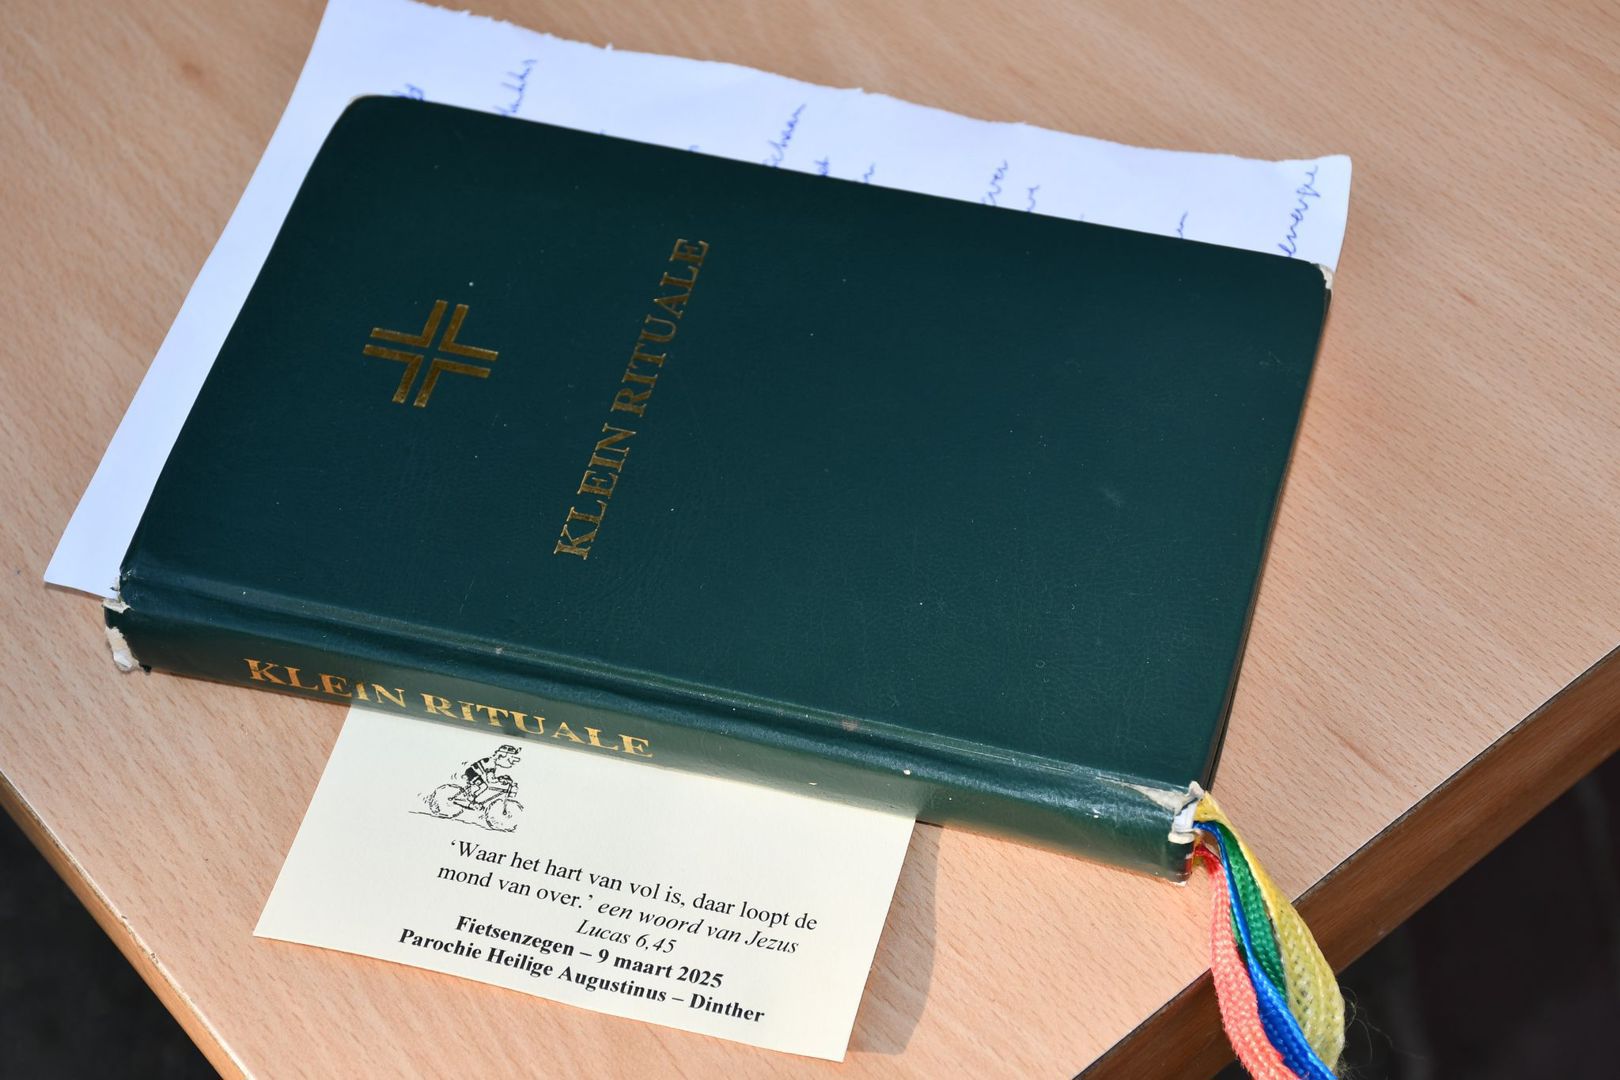 KLEIN RITUALE
KLEIN RITUALE
‘Waar het hart van vol is, daar loopt de
mond van over.’ een woord van Jezus
Lucas 6,45
Fietsenzegen – 9 maart 2025
Parochie Heilige Augustinus – Dinther